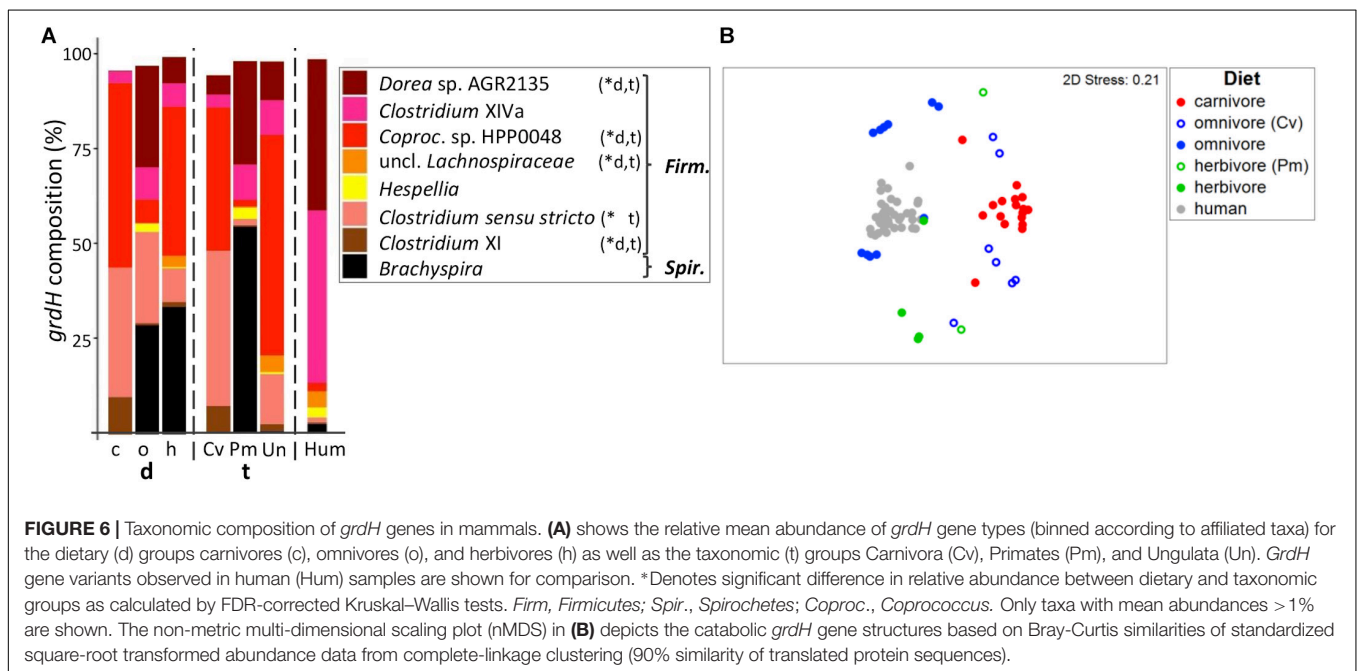 A
B
100
75
50
25
grdH composition (%)
c o h Cv Pm Un Hum
d t
Dorea sp. AGR2135 (*d,t)
Clostridium XIVa
Coproc. sp. HPP0048 (*d,t)
uncl. Lachnospiraceae (*d,t)
Hespellia
Clostridium sensu stricto (* t)
Clostridium XI (*d,t)
Brachyspira
Firm.
Spir.
2D Stress: 0.21
Diet
carnivore
omnivore (Cv)
omnivore
herbivore (Pm)
herbivore
human
FIGURE 6 | Taxonomic composition of grdH genes in mammals. (A) shows the relative mean abundance of grdH gene types (binned according to affiliated taxa) for
the dietary (d) groups carnivores (c), omnivores (o), and herbivores (h) as well as the taxonomic (t) groups Carnivora (Cv), Primates (Pm), and Ungulata (Un). GrdH
gene variants observed in human (Hum) samples are shown for comparison. *Denotes significant difference in relative abundance between dietary and taxonomic
groups as calculated by FDR-corrected Kruskal–Wallis tests. Firm, Firmicutes; Spir., Spirochetes; Coproc., Coprococcus. Only taxa with mean abundances >1%
are shown. The non-metric multi-dimensional scaling plot (nMDS) in (B) depicts the catabolic grdH gene structures based on Bray-Curtis similarities of standardized
square-root transformed abundance data from complete-linkage clustering (90% similarity of translated protein sequences).